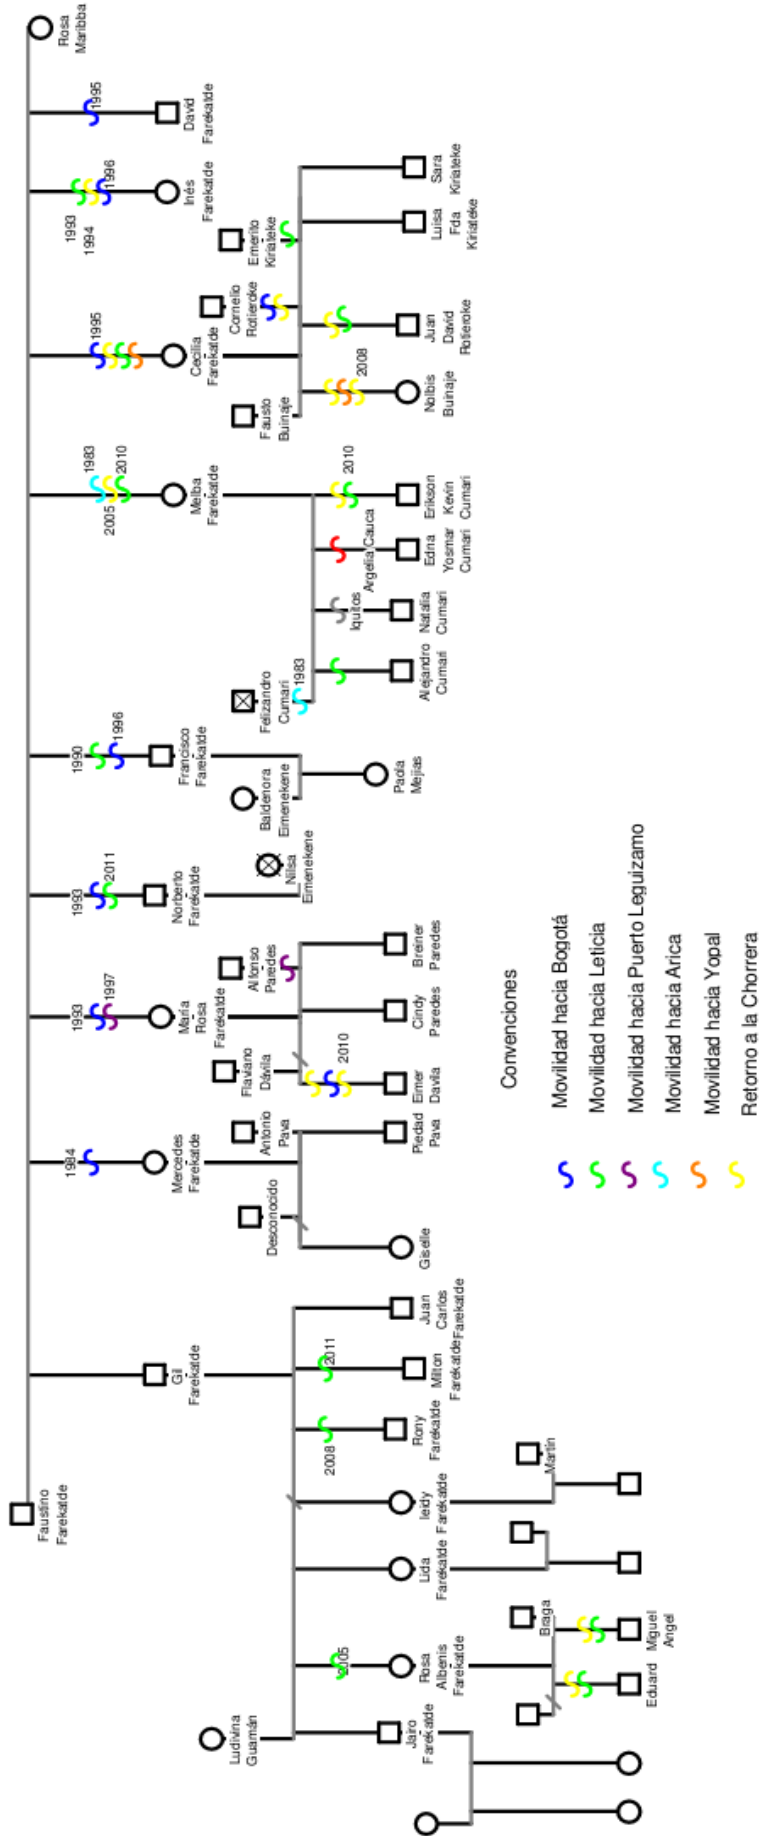 Faustino
Farekatde
Rosa
Maribba
Gil
Farekatde
1984
Mercedes
Farekatde
1993
1997
Maria
Rosa
Farekatde
1993
2011
Norberto
Farekatde
1990
1996
Francisco
Farekatde
1983
2005
2010
Melba
Farekatde
1995
Cecilia
Farekatde
1993
1994
1996
Inés
Farekatde
1995
David
Farekatde
Ludivina
Guamán
Desconocido
Antonio
Pava
Flaviano
Dávila
Alfonso
Paredes
Nilsa
Eimenekene
Baldenora
Eimenekene
Felizandro
Cumari
1983
Fausto
Buinaje
Cornelio
Rotieroke
Emerito
Kiriateke
Jairo
Farekatde
2005
Rosa
Albenis
Farekatde
Lida
Farekatde
leidy
Farekatde
2008
Rony
Farekatde
2011
Milton
Farekatde
Juan
Carlos
Farekatde
Giselle
Piedad
Pava
2010
Eimer
Davila
Cindy
Paredes
Breiner
Paredes
Paola
Mejias
Alejandro
Cumari
Iquitos
Natalia
Cumari
Argelia Cauca
Edna
Yosmar
Cumari
2010
Erikson
Kevin
Cumari
2008
Nolbis
Buinaje
Juan
David
Rotieroke
Luisa
Fda
Kiriateke
Sara
Kiriateke
Braga
Martin
Eduard
Miguel
Angel
Convenciones
Movilidad hacia Bogotá
Movilidad hacia Leticia
Movilidad hacia Puerto Leguizamo
Movilidad hacia Arica
Movilidad hacia Yopal
Retorno a la Chorrera